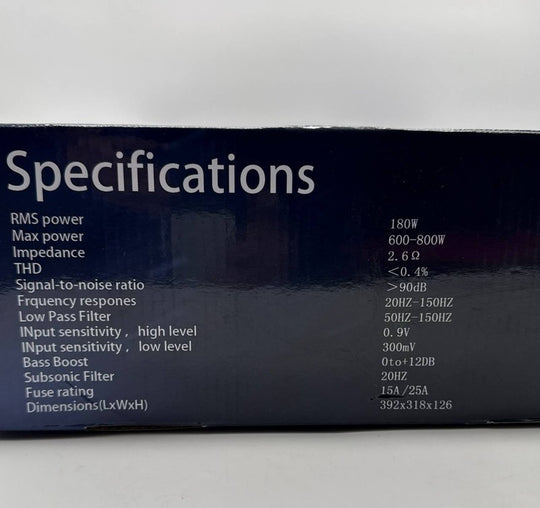 Specifications
RMS power 180W
Max power 600-800W
Impedance 2.6Ω
THD <0.4%
Signal-to-noise ratio >90dB
Frquency respones 20HZ-150HZ
Low Pass Filter 50HZ-150HZ
INput sensitivity, high level 0.9V
INput sensitivity, low level 300mV
Bass Boost 0to+12DB
Subsonic Filter 20HZ
Fuse rating 15A/25A
Dimensions(LxWxH) 392x318x126